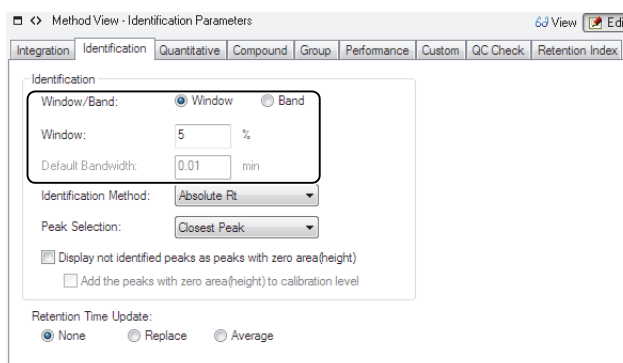 Method View - Identification Parameters View Edi
Integration Identification Quantitative Compound Group Performance Custom QC Check Retention Index
Identification
Window/Band: Window Band
Window: 5 %
Default Bandwidth: 0.01 min
Identification Method: Absolute Rt
Peak Selection: Closest Peak
Display not identified peaks as peaks with zero area(height)
Add the peaks with zero area(height) to calibration level
Retention Time Update:
None Replace Average